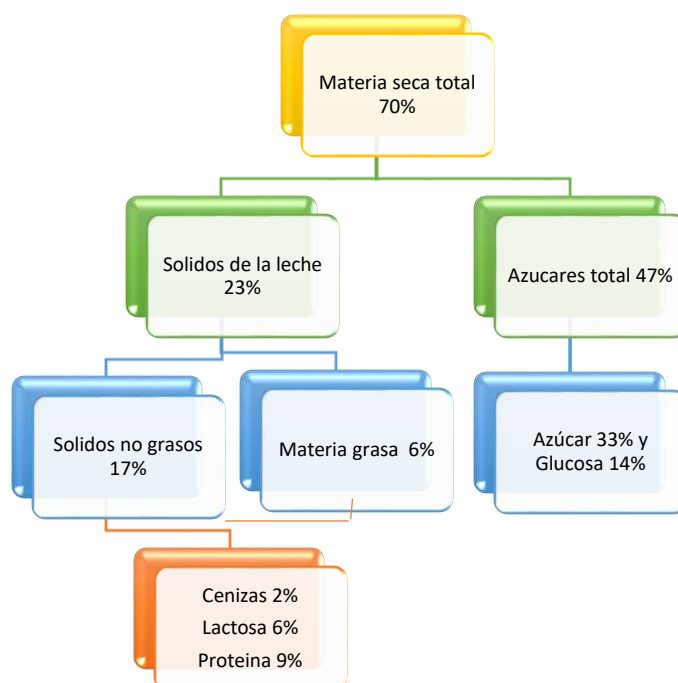 Materia seca total
70%
Solidos de la leche
23%
Azucares total 47%
Solidos no grasos
17%
Materia grasa 6%
Azúcar 33% y
Glucosa 14%
Cenizas 2%
Lactosa 6%
Proteina 9%